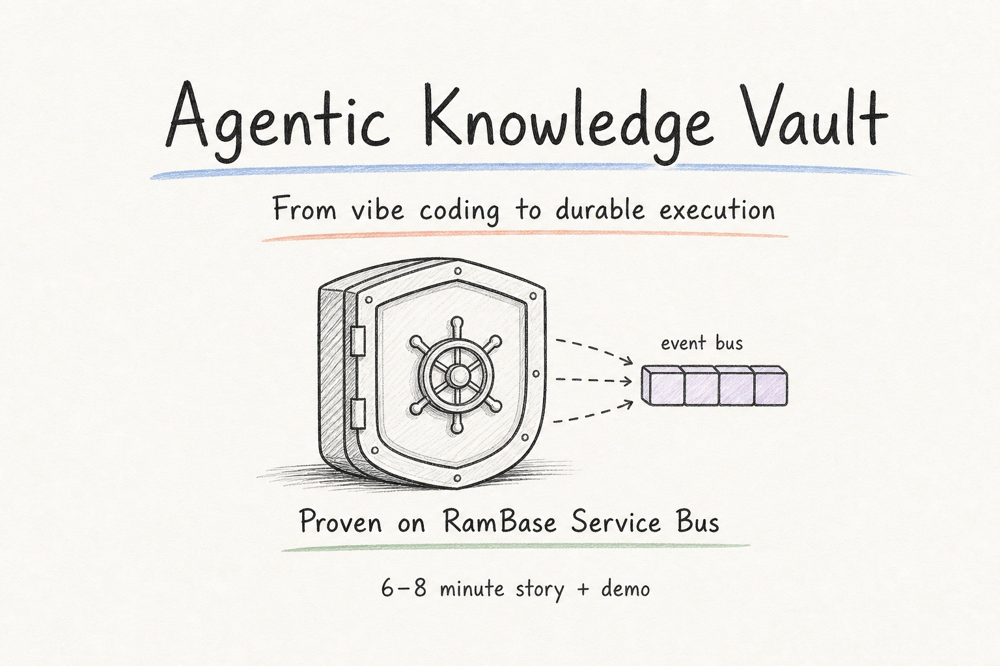 Agentic Knowledge Vault
From vibe coding to durable execution
event bus
Proven on RamBase Service Bus
6–8 minute story + demo